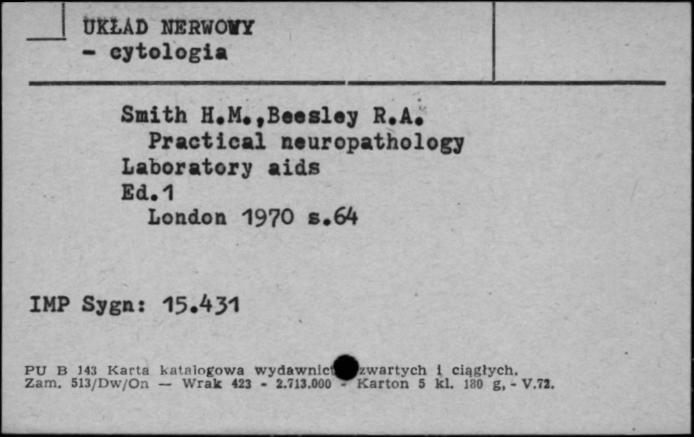 UKŁAD NERWOWY
- cytologia
Smith H.M.,Beesley R.A.
Practical neuropathology
Laboratory aids
Ed.1
London 1970 s.64
IMP Sygn: 15.431
PU B 143 Karta katalogowa wydawnict zwartych i ciągłych.
Zam. 513/Dw/On — Wrak 423 - 2.713.000 - Karton 5 kl. 180 g, - V.72.